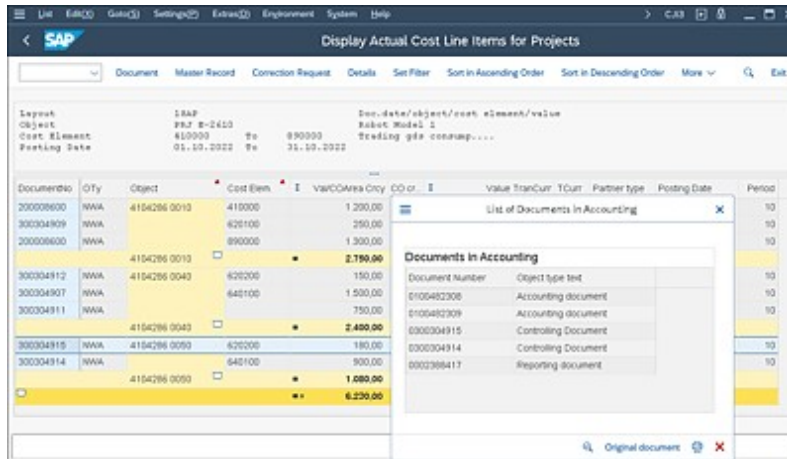 List Edit(X) Goto(G) Settings(P) Extras(D) Environment System Help CJI3
SAP Display Actual Cost Line Items for Projects
Document Master Record Correction Request Details Set Filter Sort in Ascending Order Sort in Descending Order More Exit
Layout 1SAP Doc.date/object/cost element/value
Object PRJ E-2610 Robot Model 1
Cost Element 410000 To 890000 Trading gds consump....
Posting Date 01.10.2022 To 31.10.2022
DocumentNo OTy Object Cost Elem. Σ Val/COArea Crcy CO cr... Σ Value TranCurr TCurr Partner type Posting Date Period
200008600 NWA 4104286 0010 410000 1 200,00 10
300304909 NWA 620100 250,00 10
200008600 NWA 890000 1 300,00 10
4104286 0010 2.750,00
300304912 NWA 4104286 0040 620200 150,00 10
300304907 NWA 640100 1 500,00 10
300304911 NWA 750,00 10
4104286 0040 2.400,00
300304915 NWA 4104286 0050 620200 180,00 10
300304914 NWA 640100 900,00 10
4104286 0050 1.080,00
6.230,00
List of Documents in Accounting
Documents in Accounting
Document Number Object type text
0100482308 Accounting document
0100482309 Accounting document
0300304915 Controlling Document
0300304914 Controlling Document
0002388417 Reporting document
Original document